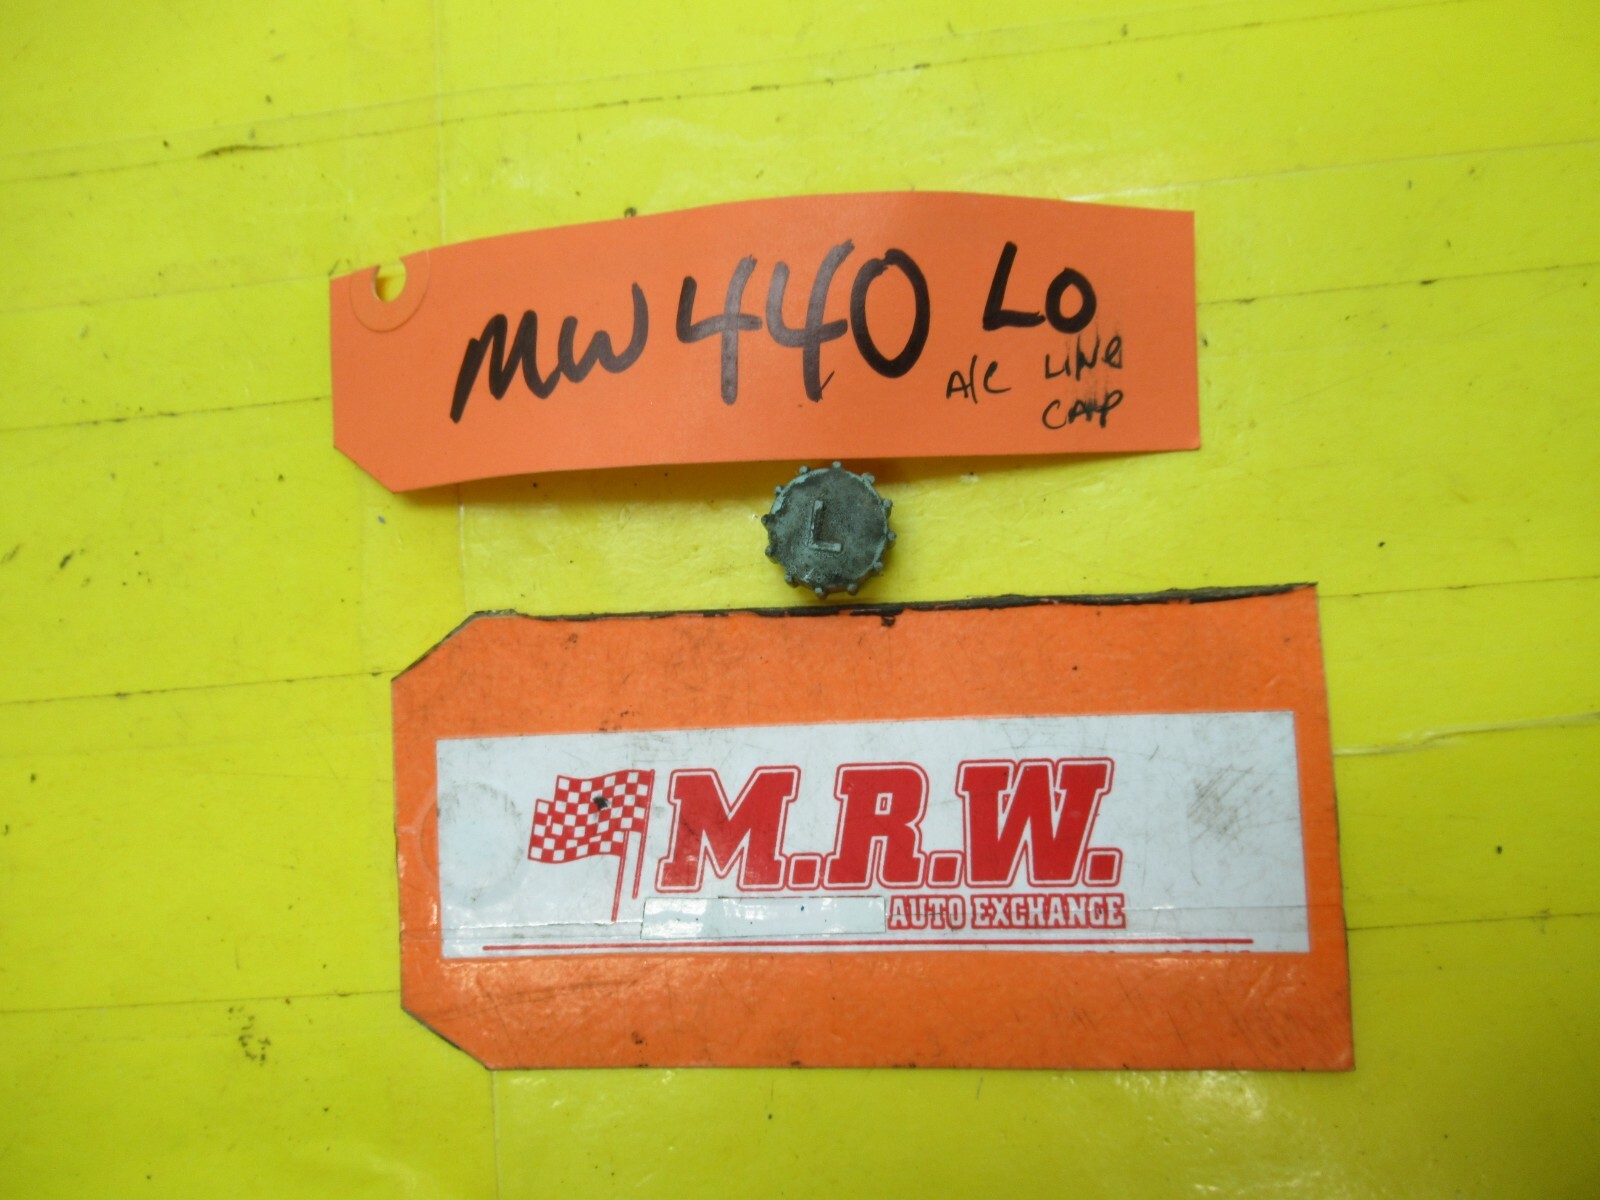 MW440 LO
A/C LINE
CAP
L
M.R.W.
AUTO EXCHANGE